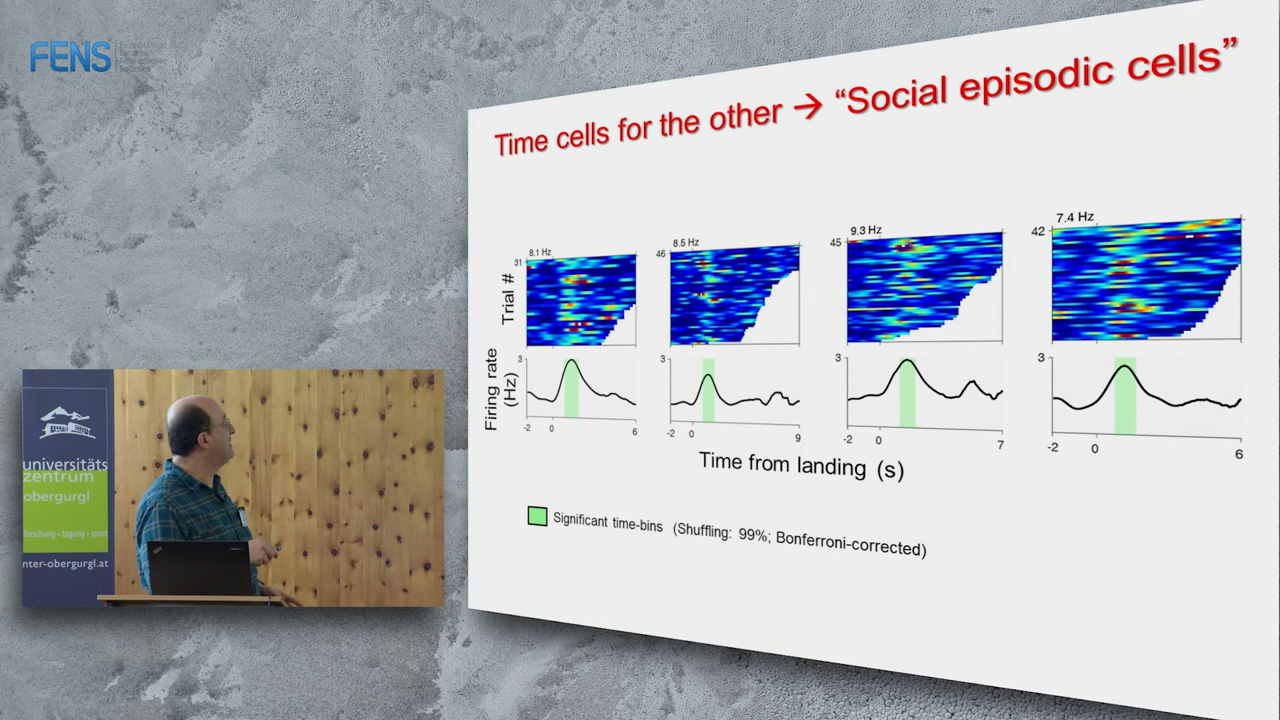 FENS
Time cells for the other → “Social episodic cells”
8.1 Hz
8.5 Hz
9.3 Hz
7.4 Hz
31
46
45
42
Trial #
Firing rate
(Hz)
3
3
3
3
-2 0 6
-2 0 9
-2 0 7
-2 0 6
Time from landing (s)
Significant time-bins (Shuffling: 99%; Bonferroni-corrected)
universitäts
zentrum
obergurgl
forschung • tagung • sport
nter-obergurgl.at